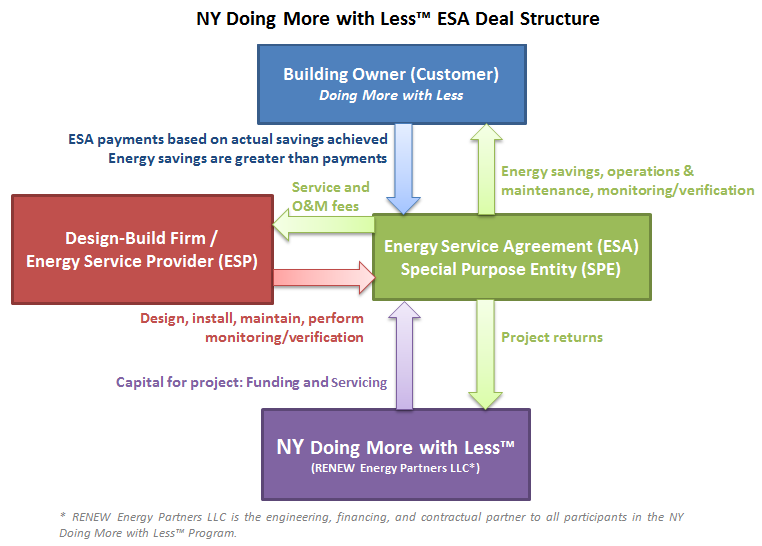 NY Doing More with Less™ ESA Deal Structure
Building Owner (Customer)
Doing More with Less
ESA payments based on actual savings achieved
Energy savings are greater than payments
Energy savings, operations &
maintenance, monitoring/verification
Service and
O&M fees
Design-Build Firm /
Energy Service Provider (ESP)
Energy Service Agreement (ESA)
Special Purpose Entity (SPE)
Design, install, maintain, perform
monitoring/verification
Project returns
Capital for project: Funding and Servicing
NY Doing More with Less™
(RENEW Energy Partners LLC*)
* RENEW Energy Partners LLC is the engineering, financing, and contractual partner to all participants in the NY
Doing More with Less™ Program.